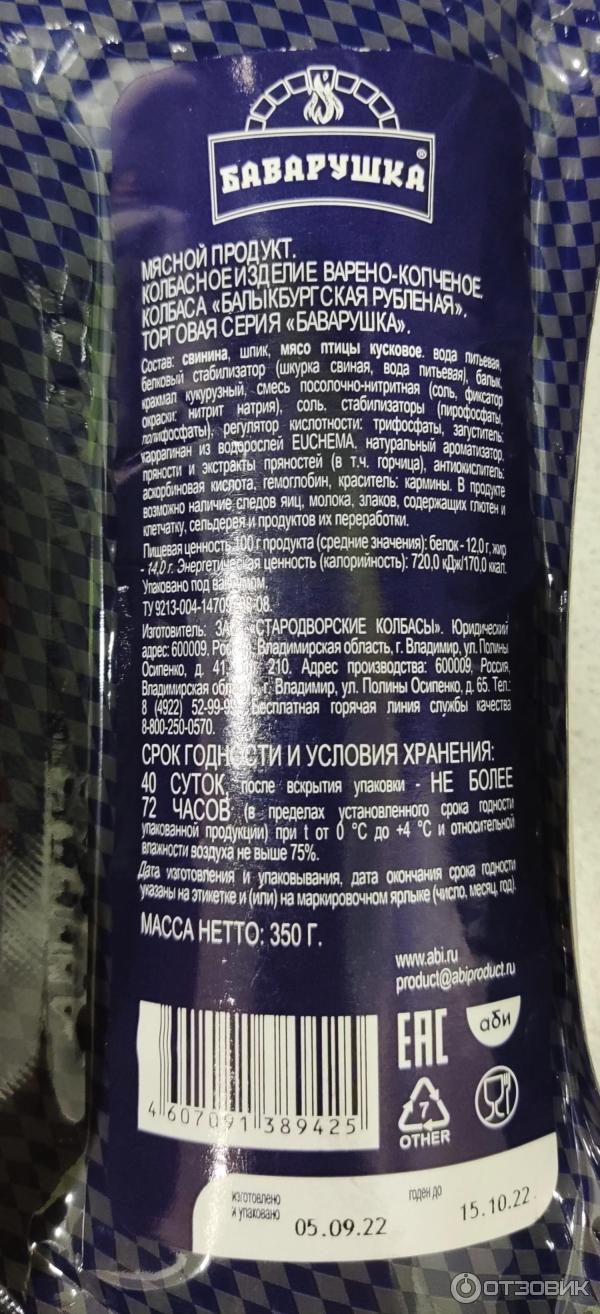 БАВАРУШКА®
МЯСНОЙ ПРОДУКТ.
КОЛБАСНОЕ ИЗДЕЛИЕ ВАРЕНО-КОПЧЕНОЕ.
КОЛБАСА «БАЛЫКБУРГСКАЯ РУБЛЕНАЯ».
ТОРГОВАЯ СЕРИЯ «БАВАРУШКА».
Состав: свинина, шпик, мясо птицы кусковое, вода питьевая,
белковый стабилизатор (шкурка свиная, вода питьевая), балык,
крахмал кукурузный, смесь посолочно-нитритная (соль, фиксатор
окраски: нитрит натрия), соль, стабилизаторы (пирофосфаты,
полифосфаты), регулятор кислотности: трифосфаты, загуститель:
каррагинан из водорослей EUCHEMA, натуральный ароматизатор,
пряности и экстракты пряностей (в т.ч. горчица), антиокислитель:
аскорбиновая кислота, гемоглобин, краситель: кармины. В продукте
возможно наличие следов яиц, молока, злаков, содержащих глютен и
клетчатку, сельдерея и продуктов их переработки.
Пищевая ценность 100 г продукта (средние значения): белок - 12,0 г, жир
- 14,0 г. Энергетическая ценность (калорийность): 720,0 кДж/170,0 ккал.
Упаковано под вакуумом.
ТУ 9213-004-14709 -08.
Изготовитель: ЗАО «СТАРОДВОРСКИЕ КОЛБАСЫ». Юридический
адрес: 600009, Россия, Владимирская область, г. Владимир, ул. Полины
Осипенко, д. 41, 210. Адрес производства: 600009, Россия,
Владимирская область, г. Владимир, ул. Полины Осипенко, д. 65. Тел.:
8 (4922) 52-99- Бесплатная горячая линия службы качества
8-800-250-0570.
СРОК ГОДНОСТИ И УСЛОВИЯ ХРАНЕНИЯ:
40 СУТОК, после вскрытия упаковки - НЕ БОЛЕЕ
72 ЧАСОВ (в пределах установленного срока годности
упакованной продукции) при t от 0 °С до +4 °С и относительной
влажности воздуха не выше 75%.
Дата изготовления и упаковывания, дата окончания срока годности
указаны на этикетке и (или) на маркировочном ярлыке (число, месяц, год).
МАССА НЕТТО: 350 Г.
www.abi.ru
product@abiproduct.ru
ЕАС
аби
4 607091 389425
7
OTHER
изготовлено
и упаковано
05.09.22
годен до
15.10.22
ОТЗОВИК